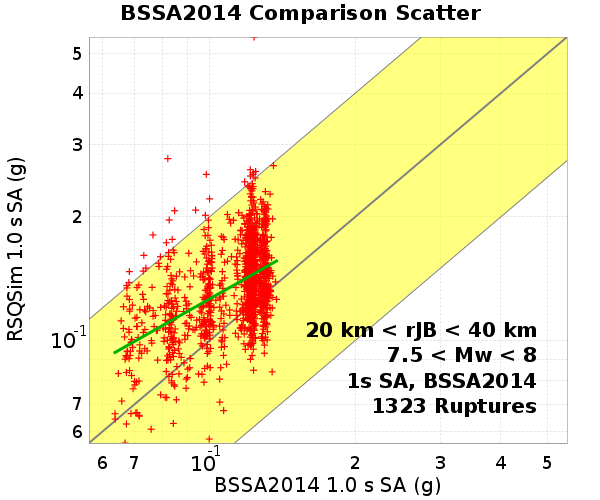 BSSA2014 Comparison Scatter
RSQSim 1.0 s SA (g)
5
4
3
2
10⁻¹
7
6
20 km < rJB < 40 km
7.5 < Mw < 8
1s SA, BSSA2014
1323 Ruptures
6 7 10⁻¹ 2 3 4 5
BSSA2014 1.0 s SA (g)